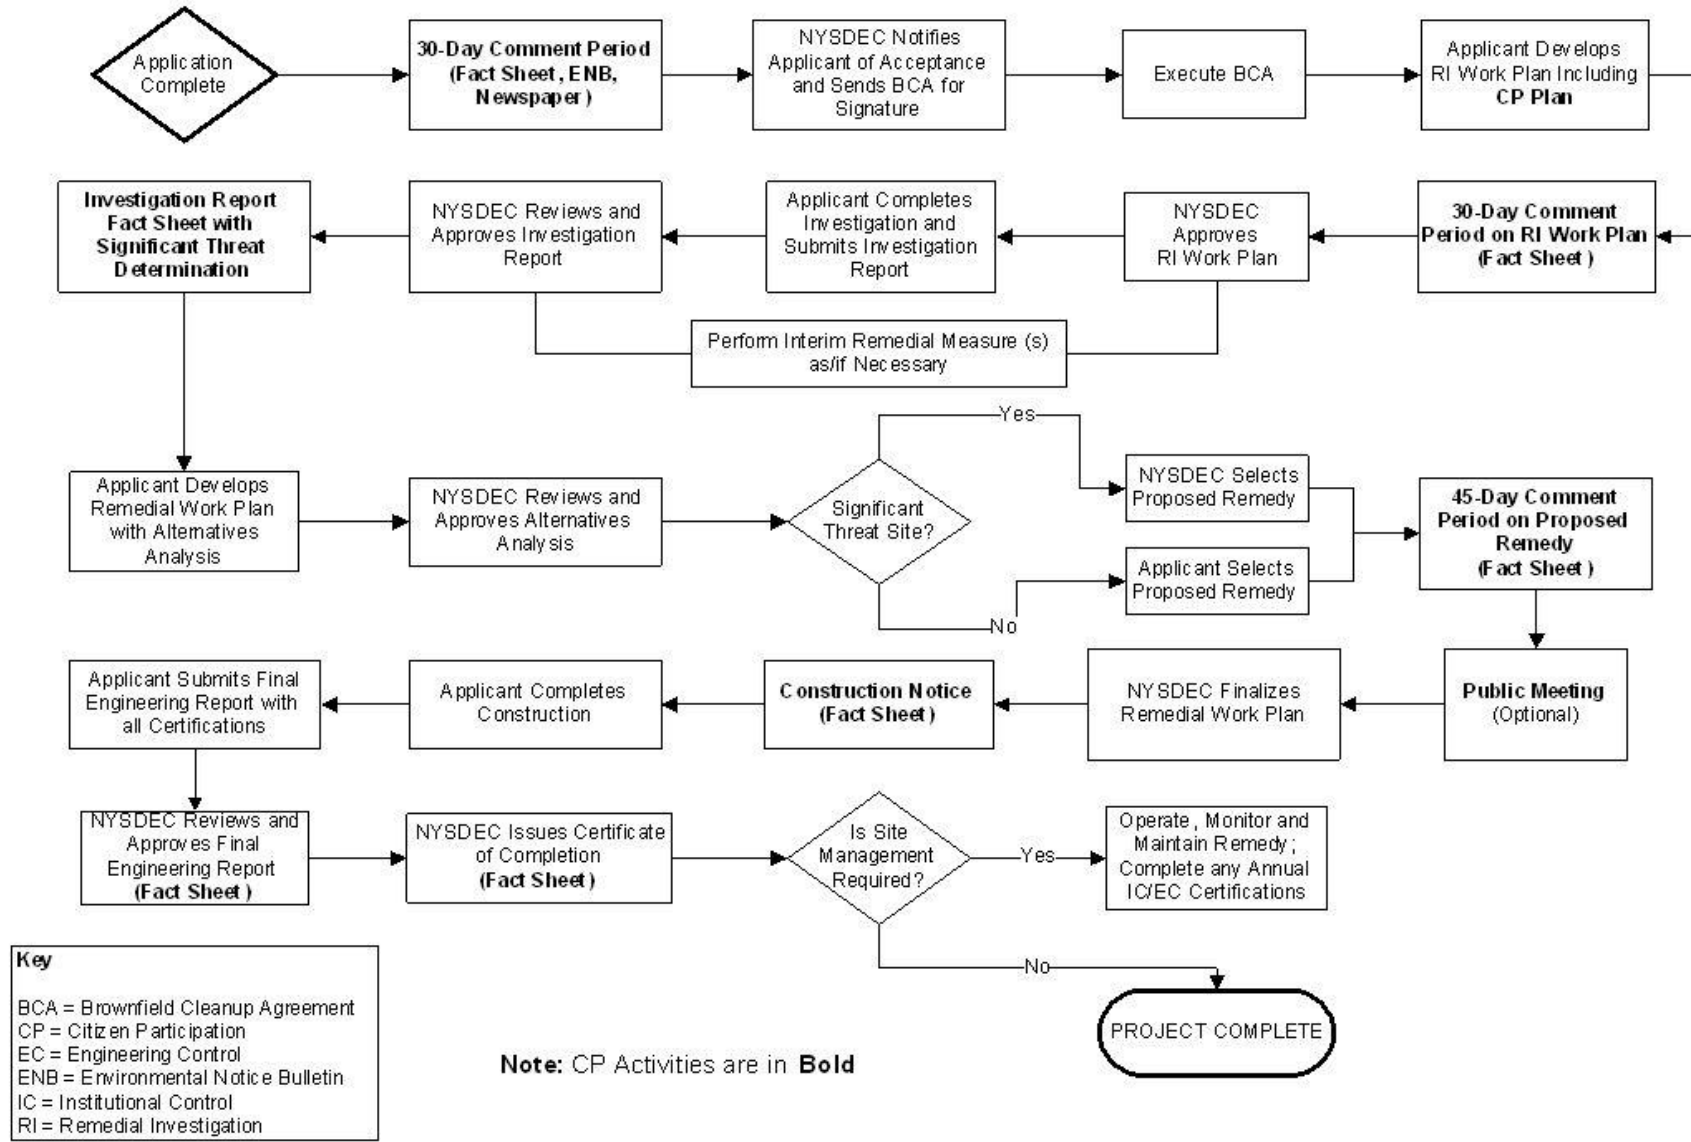 Application
Complete
30-Day Comment Period
(Fact Sheet, ENB,
Newspaper)
NYSDEC Notifies
Applicant of Acceptance
and Sends BCA for
Signature
Execute BCA
Applicant Develops
RI Work Plan Including
CP Plan
30-Day Comment
Period on RI Work Plan
(Fact Sheet)
NYSDEC
Approves
RI Work Plan
Applicant Completes
Investigation and
Submits Investigation
Report
NYSDEC Reviews and
Approves Investigation
Report
Investigation Report
Fact Sheet with
Significant Threat
Determination
Perform Interim Remedial Measure (s)
as/if Necessary
Applicant Develops
Remedial Work Plan
with Alternatives
Analysis
NYSDEC Reviews and
Approves Alternatives
Analysis
Significant
Threat Site?
Yes
NYSDEC Selects
Proposed Remedy
No
Applicant Selects
Proposed Remedy
45-Day Comment
Period on Proposed
Remedy
(Fact Sheet)
Public Meeting
(Optional)
NYSDEC Finalizes
Remedial Work Plan
Construction Notice
(Fact Sheet)
Applicant Completes
Construction
Applicant Submits Final
Engineering Report with
all Certifications
NYSDEC Reviews and
Approves Final
Engineering Report
(Fact Sheet)
NYSDEC Issues Certificate
of Completion
(Fact Sheet)
Is Site
Management
Required?
Yes
Operate, Monitor and
Maintain Remedy;
Complete any Annual
IC/EC Certifications
No
PROJECT COMPLETE
Key
BCA = Brownfield Cleanup Agreement
CP = Citizen Participation
EC = Engineering Control
ENB = Environmental Notice Bulletin
IC = Institutional Control
RI = Remedial Investigation
Note: CP Activities are in Bold